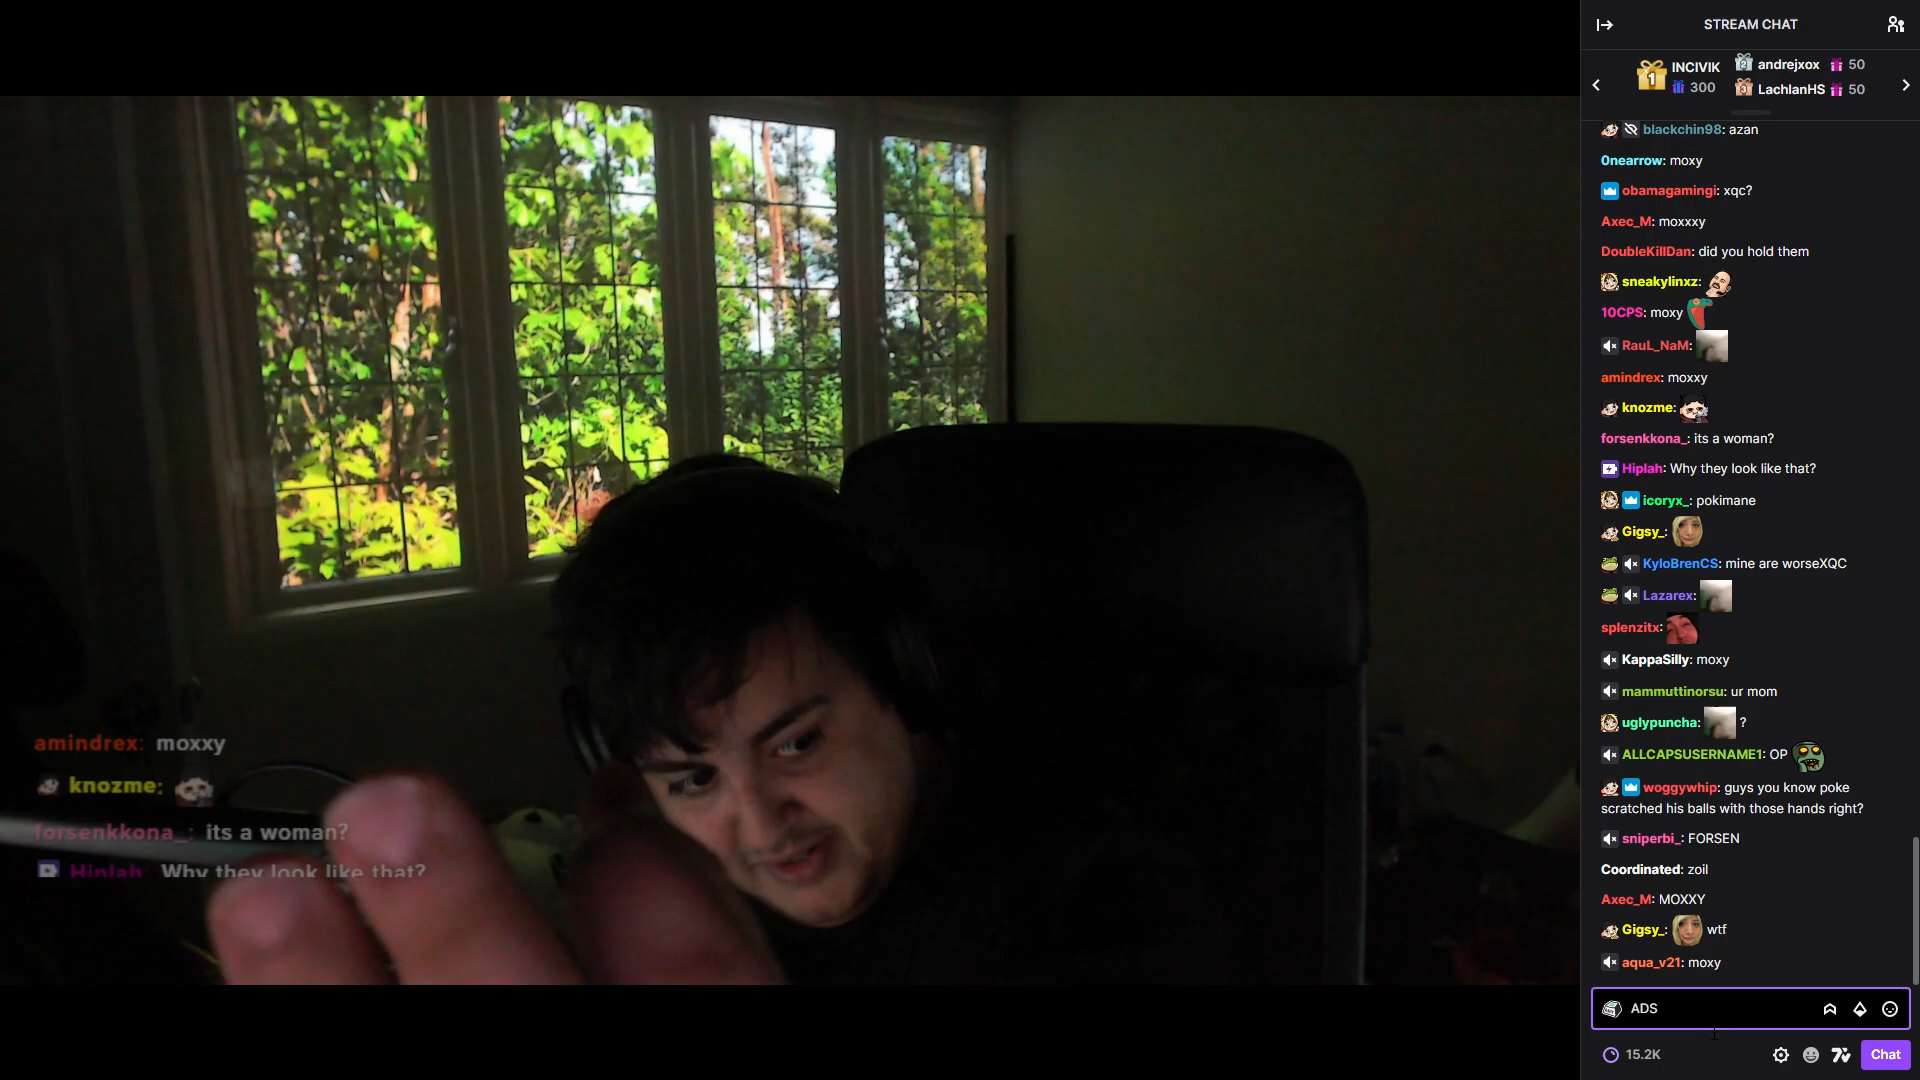 STREAM CHAT
1 INCIVIK 300
2 andrejxox 50
3 LachlanHS 50
blackchin98: azan
0nearrow: moxy
obamagamingi: xqc?
Axec_M: moxxxy
DoubleKillDan: did you hold them
sneakylinxz:
10CPS: moxy
RauL_NaM:
amindrex: moxxy
knozme:
forsenkkona_: its a woman?
Hiplah: Why they look like that?
icoryx_: pokimane
Gigsy_:
KyloBrenCS: mine are worseXQC
Lazarex:
splenzitx:
KappaSilly: moxy
mammuttinorsu: ur mom
uglypuncha: ?
ALLCAPSUSERNAME1: OP
woggywhip: guys you know poke
scratched his balls with those hands right?
sniperbi_: FORSEN
Coordinated: zoil
Axec_M: MOXXY
Gigsy_: wtf
aqua_v21: moxy
ADS
15.2K
Chat
amindrex: moxxy
knozme:
forsenkkona_: its a woman?
Hiplah: Why they look like that?